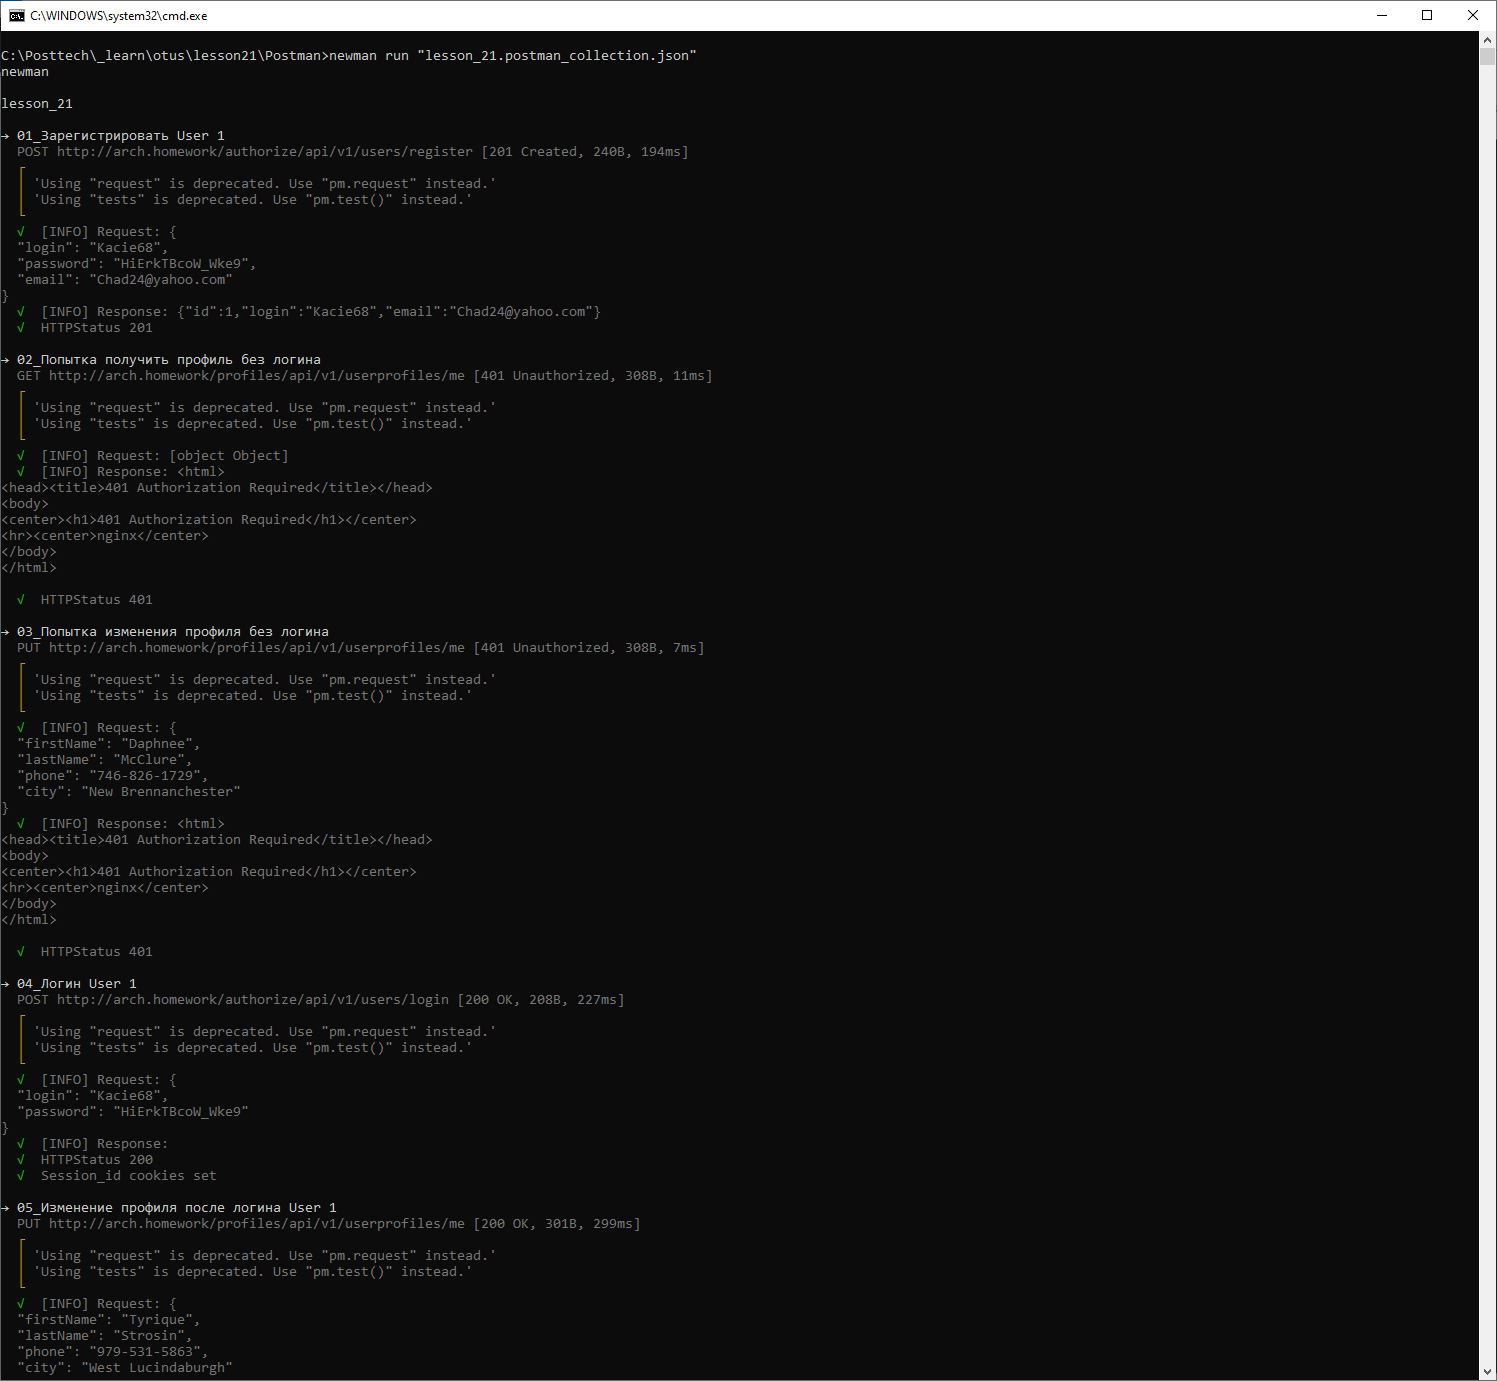 C:\WINDOWS\system32\cmd.exe
C:\Posttech\_learn\otus\lesson21\Postman>newman run "lesson_21.postman_collection.json"
newman
lesson_21
→ 01_Зарегистрировать User 1
POST http://arch.homework/authorize/api/v1/users/register [201 Created, 240B, 194ms]
'Using "request" is deprecated. Use "pm.request" instead.'
'Using "tests" is deprecated. Use "pm.test()" instead.'
√ [INFO] Request: {
"login": "Kacie68",
"password": "HiErkTBcoW_Wke9",
"email": "Chad24@yahoo.com"
}
√ [INFO] Response: {"id":1,"login":"Kacie68","email":"Chad24@yahoo.com"}
√ HTTPStatus 201
→ 02_Попытка получить профиль без логина
GET http://arch.homework/profiles/api/v1/userprofiles/me [401 Unauthorized, 308B, 11ms]
'Using "request" is deprecated. Use "pm.request" instead.'
'Using "tests" is deprecated. Use "pm.test()" instead.'
√ [INFO] Request: [object Object]
√ [INFO] Response: <html>
<head><title>401 Authorization Required</title></head>
<body>
<center><h1>401 Authorization Required</h1></center>
<hr><center>nginx</center>
</body>
</html>
√ HTTPStatus 401
→ 03_Попытка изменения профиля без логина
PUT http://arch.homework/profiles/api/v1/userprofiles/me [401 Unauthorized, 308B, 7ms]
'Using "request" is deprecated. Use "pm.request" instead.'
'Using "tests" is deprecated. Use "pm.test()" instead.'
√ [INFO] Request: {
"firstName": "Daphnee",
"lastName": "McClure",
"phone": "746-826-1729",
"city": "New Brennanchester"
}
√ [INFO] Response: <html>
<head><title>401 Authorization Required</title></head>
<body>
<center><h1>401 Authorization Required</h1></center>
<hr><center>nginx</center>
</body>
</html>
√ HTTPStatus 401
→ 04_Логин User 1
POST http://arch.homework/authorize/api/v1/users/login [200 OK, 208B, 227ms]
'Using "request" is deprecated. Use "pm.request" instead.'
'Using "tests" is deprecated. Use "pm.test()" instead.'
√ [INFO] Request: {
"login": "Kacie68",
"password": "HiErkTBcoW_Wke9"
}
√ [INFO] Response:
√ HTTPStatus 200
√ Session_id cookies set
→ 05_Изменение профиля после логина User 1
PUT http://arch.homework/profiles/api/v1/userprofiles/me [200 OK, 301B, 299ms]
'Using "request" is deprecated. Use "pm.request" instead.'
'Using "tests" is deprecated. Use "pm.test()" instead.'
√ [INFO] Request: {
"firstName": "Tyrique",
"lastName": "Strosin",
"phone": "979-531-5863",
"city": "West Lucindaburgh"